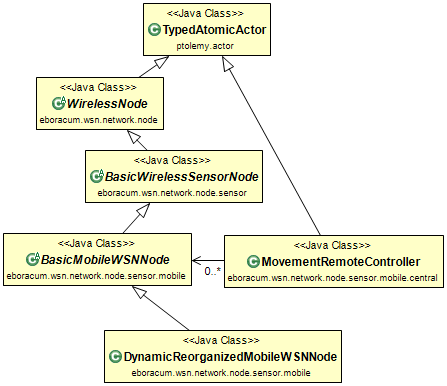 <<Java Class>>
TypedAtomicActor
ptolemy.actor
<<Java Class>>
WirelessNode
eboracum.wsn.network.node
<<Java Class>>
BasicWirelessSensorNode
eboracum.wsn.network.node.sensor
<<Java Class>>
BasicMobileWSNNode
eboracum.wsn.network.node.sensor.mobile
0..*
<<Java Class>>
MovementRemoteController
eboracum.wsn.network.node.sensor.mobile.central
<<Java Class>>
DynamicReorganizedMobileWSNNode
eboracum.wsn.network.node.sensor.mobile